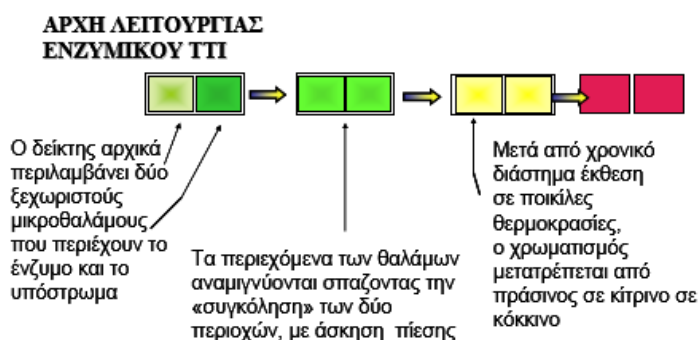 ΑΡΧΗ ΛΕΙΤΟΥΡΓΙΑΣ
ΕΝΖΥΜΙΚΟΥ ΤΤΙ
Ο δείκτης αρχικά
περιλαμβάνει δύο
ξεχωριστούς
μικροθαλάμους
που περιέχουν το
ένζυμο και το
υπόστρωμα
Τα περιεχόμενα των θαλάμων
αναμιγνύονται σπαζοντας την
«συγκόληση» των δύο
περιοχών, με άσκηση πίεσης
Μετά από χρονικό
διάστημα έκθεση
σε ποικίλες
θερμοκρασίες,
ο χρωματισμός
μετατρέπεται από
πράσινος σε κίτρινο σε
κόκκινο